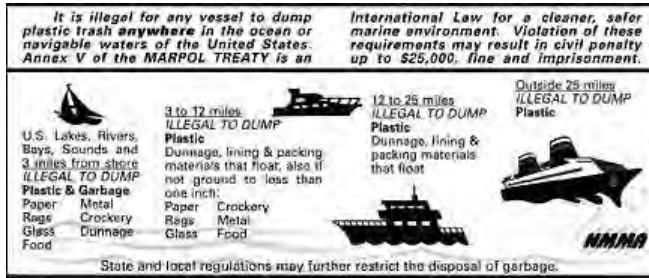 It is illegal for any vessel to dump
plastic trash anywhere in the ocean or
navigable waters of the United States.
Annex V of the MARPOL TREATY is an
International Law for a cleaner, safer
marine environment. Violation of these
requirements may result in civil penalty
up to $25,000, fine and imprisonment.
U.S. Lakes, Rivers,
Bays, Sounds and
3 miles from shore
ILLEGAL TO DUMP
Plastic & Garbage
Paper Metal
Rags Crockery
Glass Dunnage
Food
3 to 12 miles
ILLEGAL TO DUMP
Plastic
Dunnage, lining & packing
materials that float, also if
not ground to less than
one inch:
Paper Crockery
Rags Metal
Glass Food
12 to 25 miles
ILLEGAL TO DUMP
Plastic
Dunnage, lining &
packing materials
that float
Outside 25 miles
ILLEGAL TO DUMP
Plastic
NMMA
State and local regulations may further restrict the disposal of garbage.